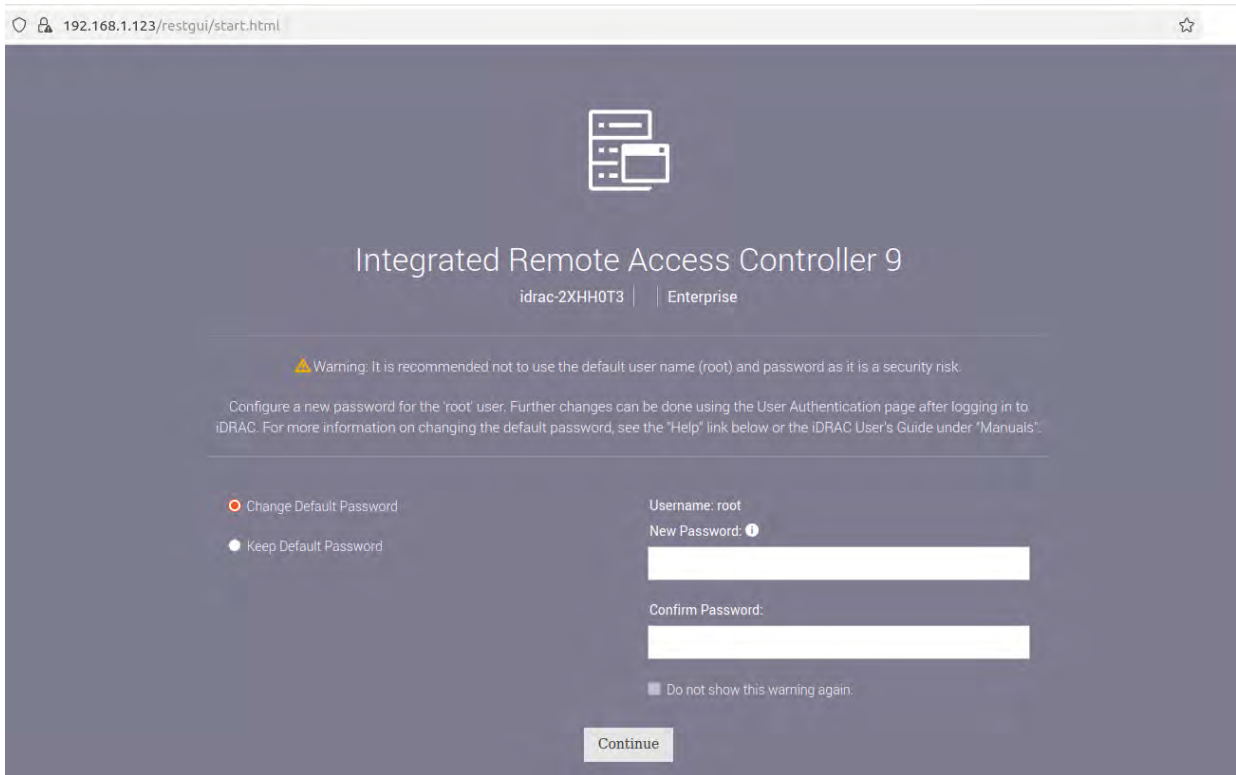 192.168.1.123/restgui/start.html
Integrated Remote Access Controller 9
idrac-2XHH0T3 | | Enterprise
Warning: It is recommended not to use the default user name (root) and password as it is a security risk.
Configure a new password for the 'root' user. Further changes can be done using the User Authentication page after logging in to
iDRAC. For more information on changing the default password, see the "Help" link below or the iDRAC User's Guide under "Manuals".
Change Default Password
Keep Default Password
Username: root
New Password:
Confirm Password:
Do not show this warning again.
Continue